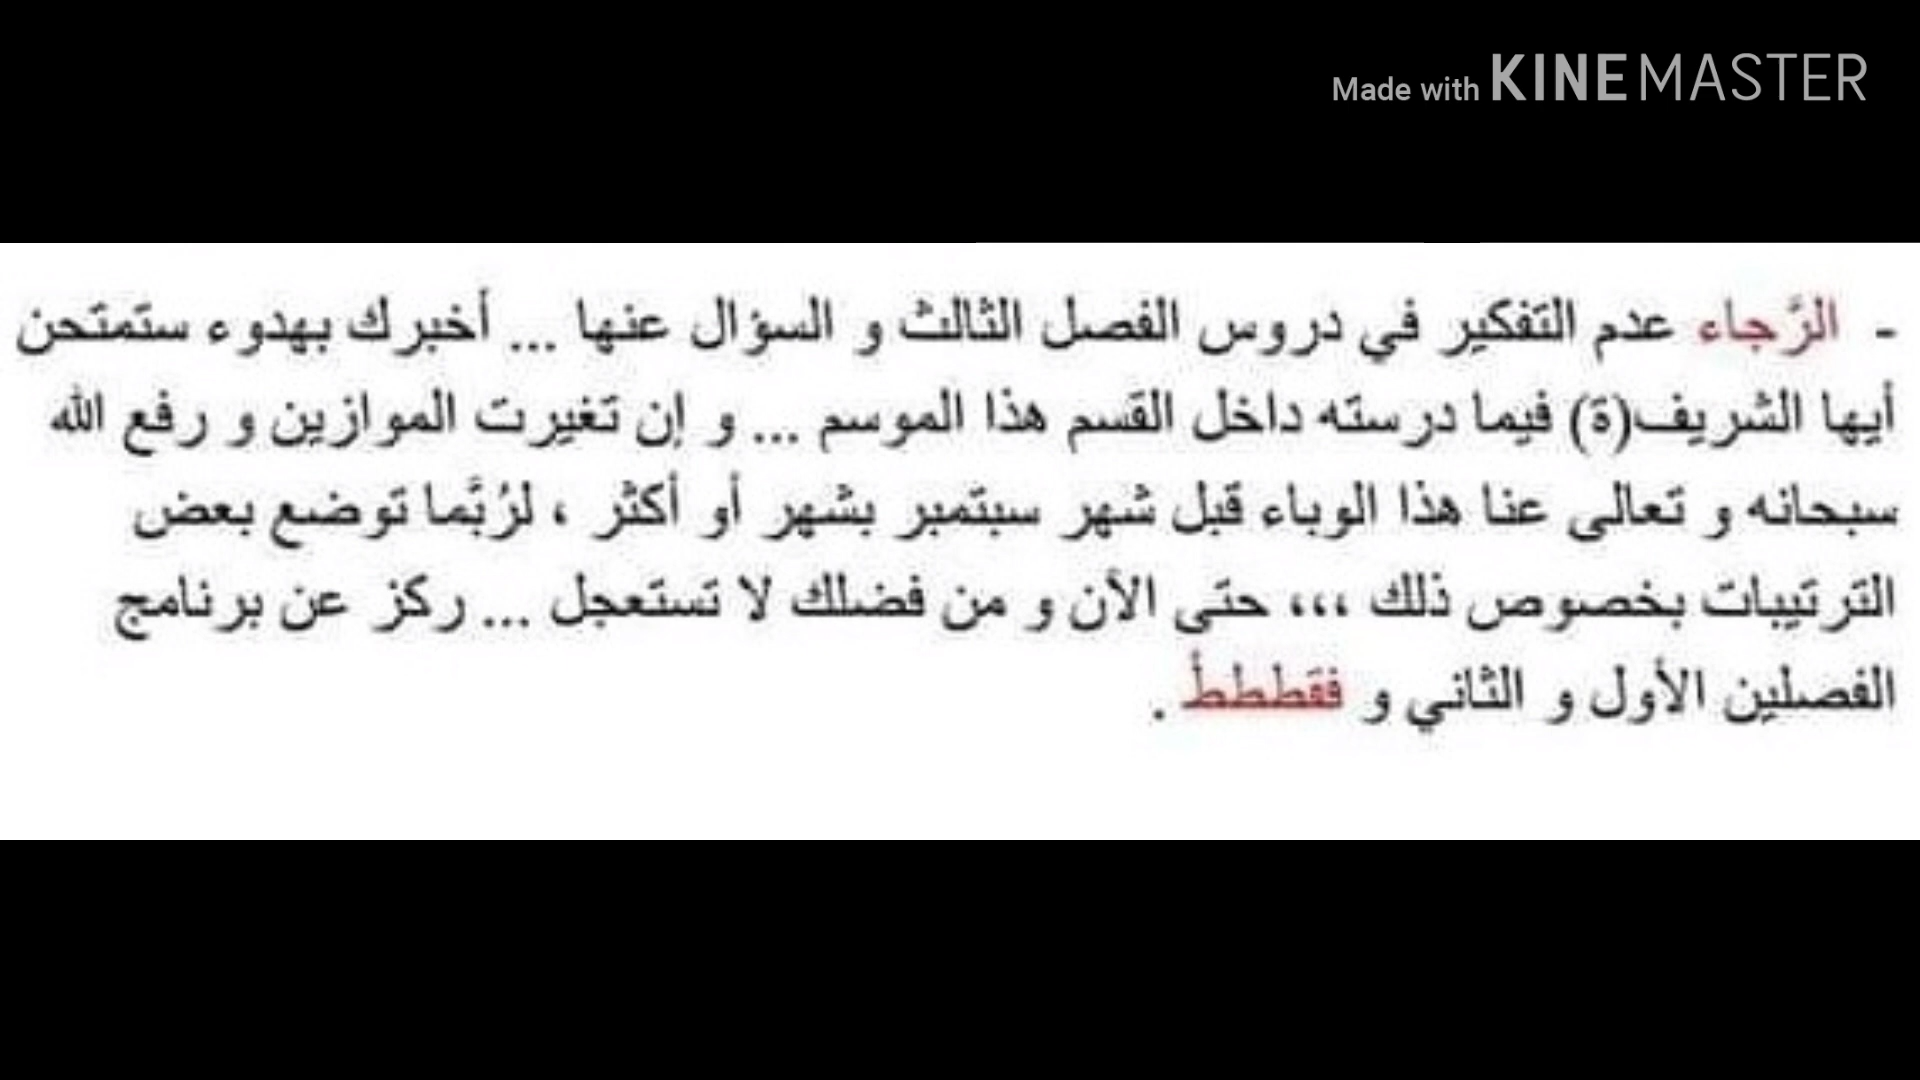 Made with KINEMASTER
- الرَّجاء عدم التفكير في دروس الفصل الثالث و السؤال عنها ... أخبرك بهدوء ستمتحن
أيها الشريف(ة) فيما درسته داخل القسم هذا الموسم ... و إن تغيرت الموازين و رفع الله
سبحانه و تعالى عنا هذا الوباء قبل شهر سبتمبر بشهر أو أكثر ، لرُبَّما توضع بعض
الترتيبات بخصوص ذلك ،،، حتى الأن و من فضلك لا تستعجل ... ركز عن برنامج
الفصلين الأول و الثاني و فقطططْ .